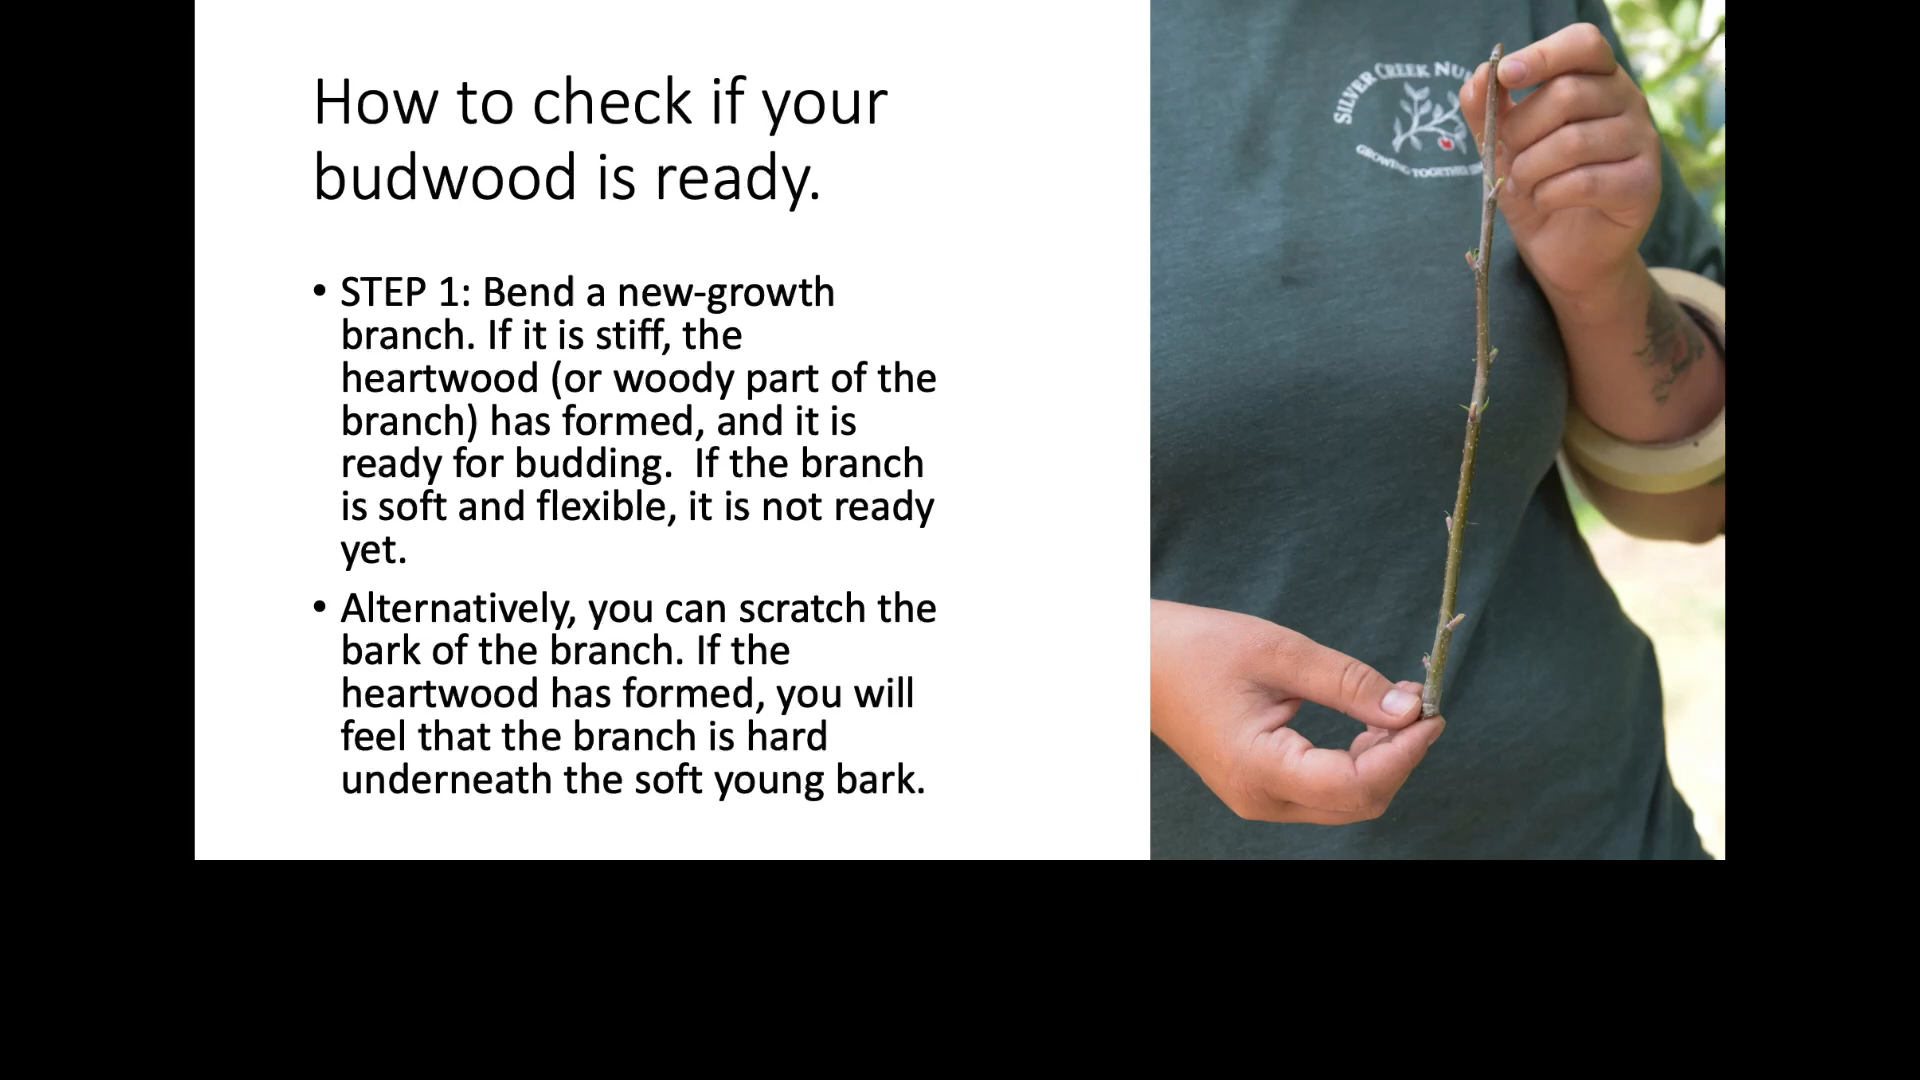 How to check if your
budwood is ready.
• STEP 1: Bend a new-growth
branch. If it is stiff, the
heartwood (or woody part of the
branch) has formed, and it is
ready for budding.  If the branch
is soft and flexible, it is not ready
yet.
• Alternatively, you can scratch the
bark of the branch. If the
heartwood has formed, you will
feel that the branch is hard
underneath the soft young bark.
SILVER CREEK
GROWING TOGETHER